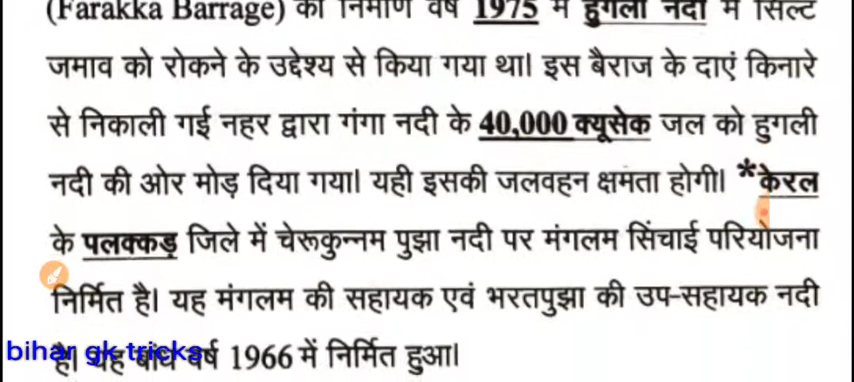 (Farakka Barrage) का निर्माण वर्ष 1975 में हुगली नदी में सिल्ट
जमाव को रोकने के उद्देश्य से किया गया था। इस बैराज के दाएं किनारे
से निकाली गई नहर द्वारा गंगा नदी के 40,000 क्यूसेक जल को हुगली
नदी की ओर मोड़ दिया गया। यही इसकी जलवहन क्षमता होगी। *केरल
के पलक्कड़ जिले में चेरूकुन्नम पुझा नदी पर मंगलम सिंचाई परियोजना
निर्मित है। यह मंगलम की सहायक एवं भरतपुझा की उप-सहायक नदी
है। यह बांध वर्ष 1966 में निर्मित हुआ।
bihar gk tricks